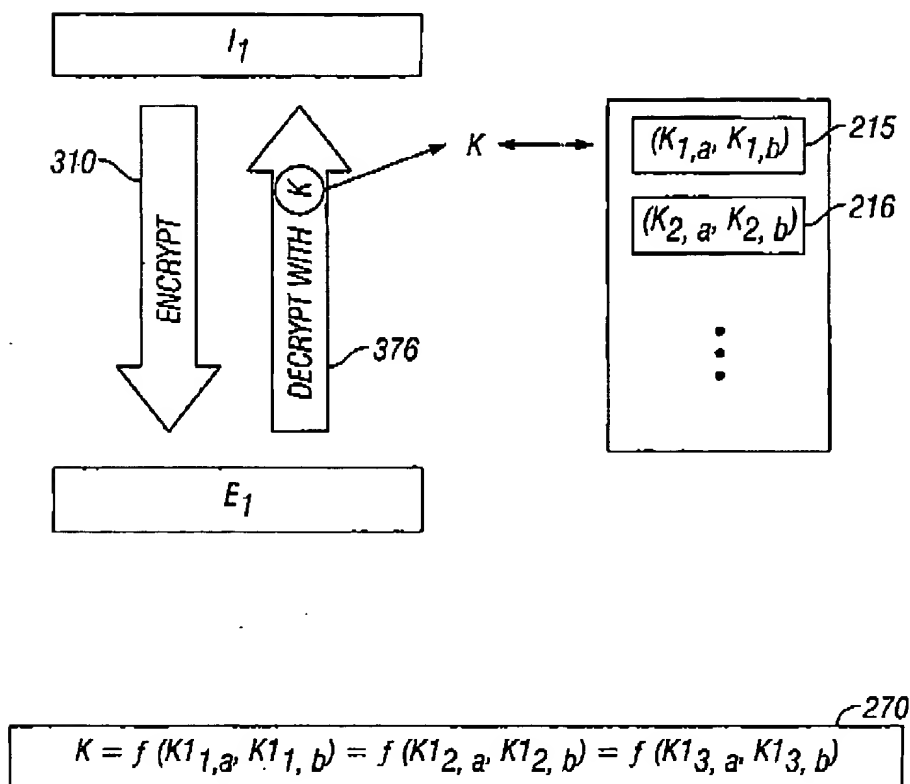 I1
310
ENCRYPT
DECRYPT WITH
K
376
K
(K1,a, K1,b)
215
(K2, a, K2, b)
216
E1
270
K = f (K11,a, K11, b) = f (K12, a, K12, b) = f (K13, a, K13, b)